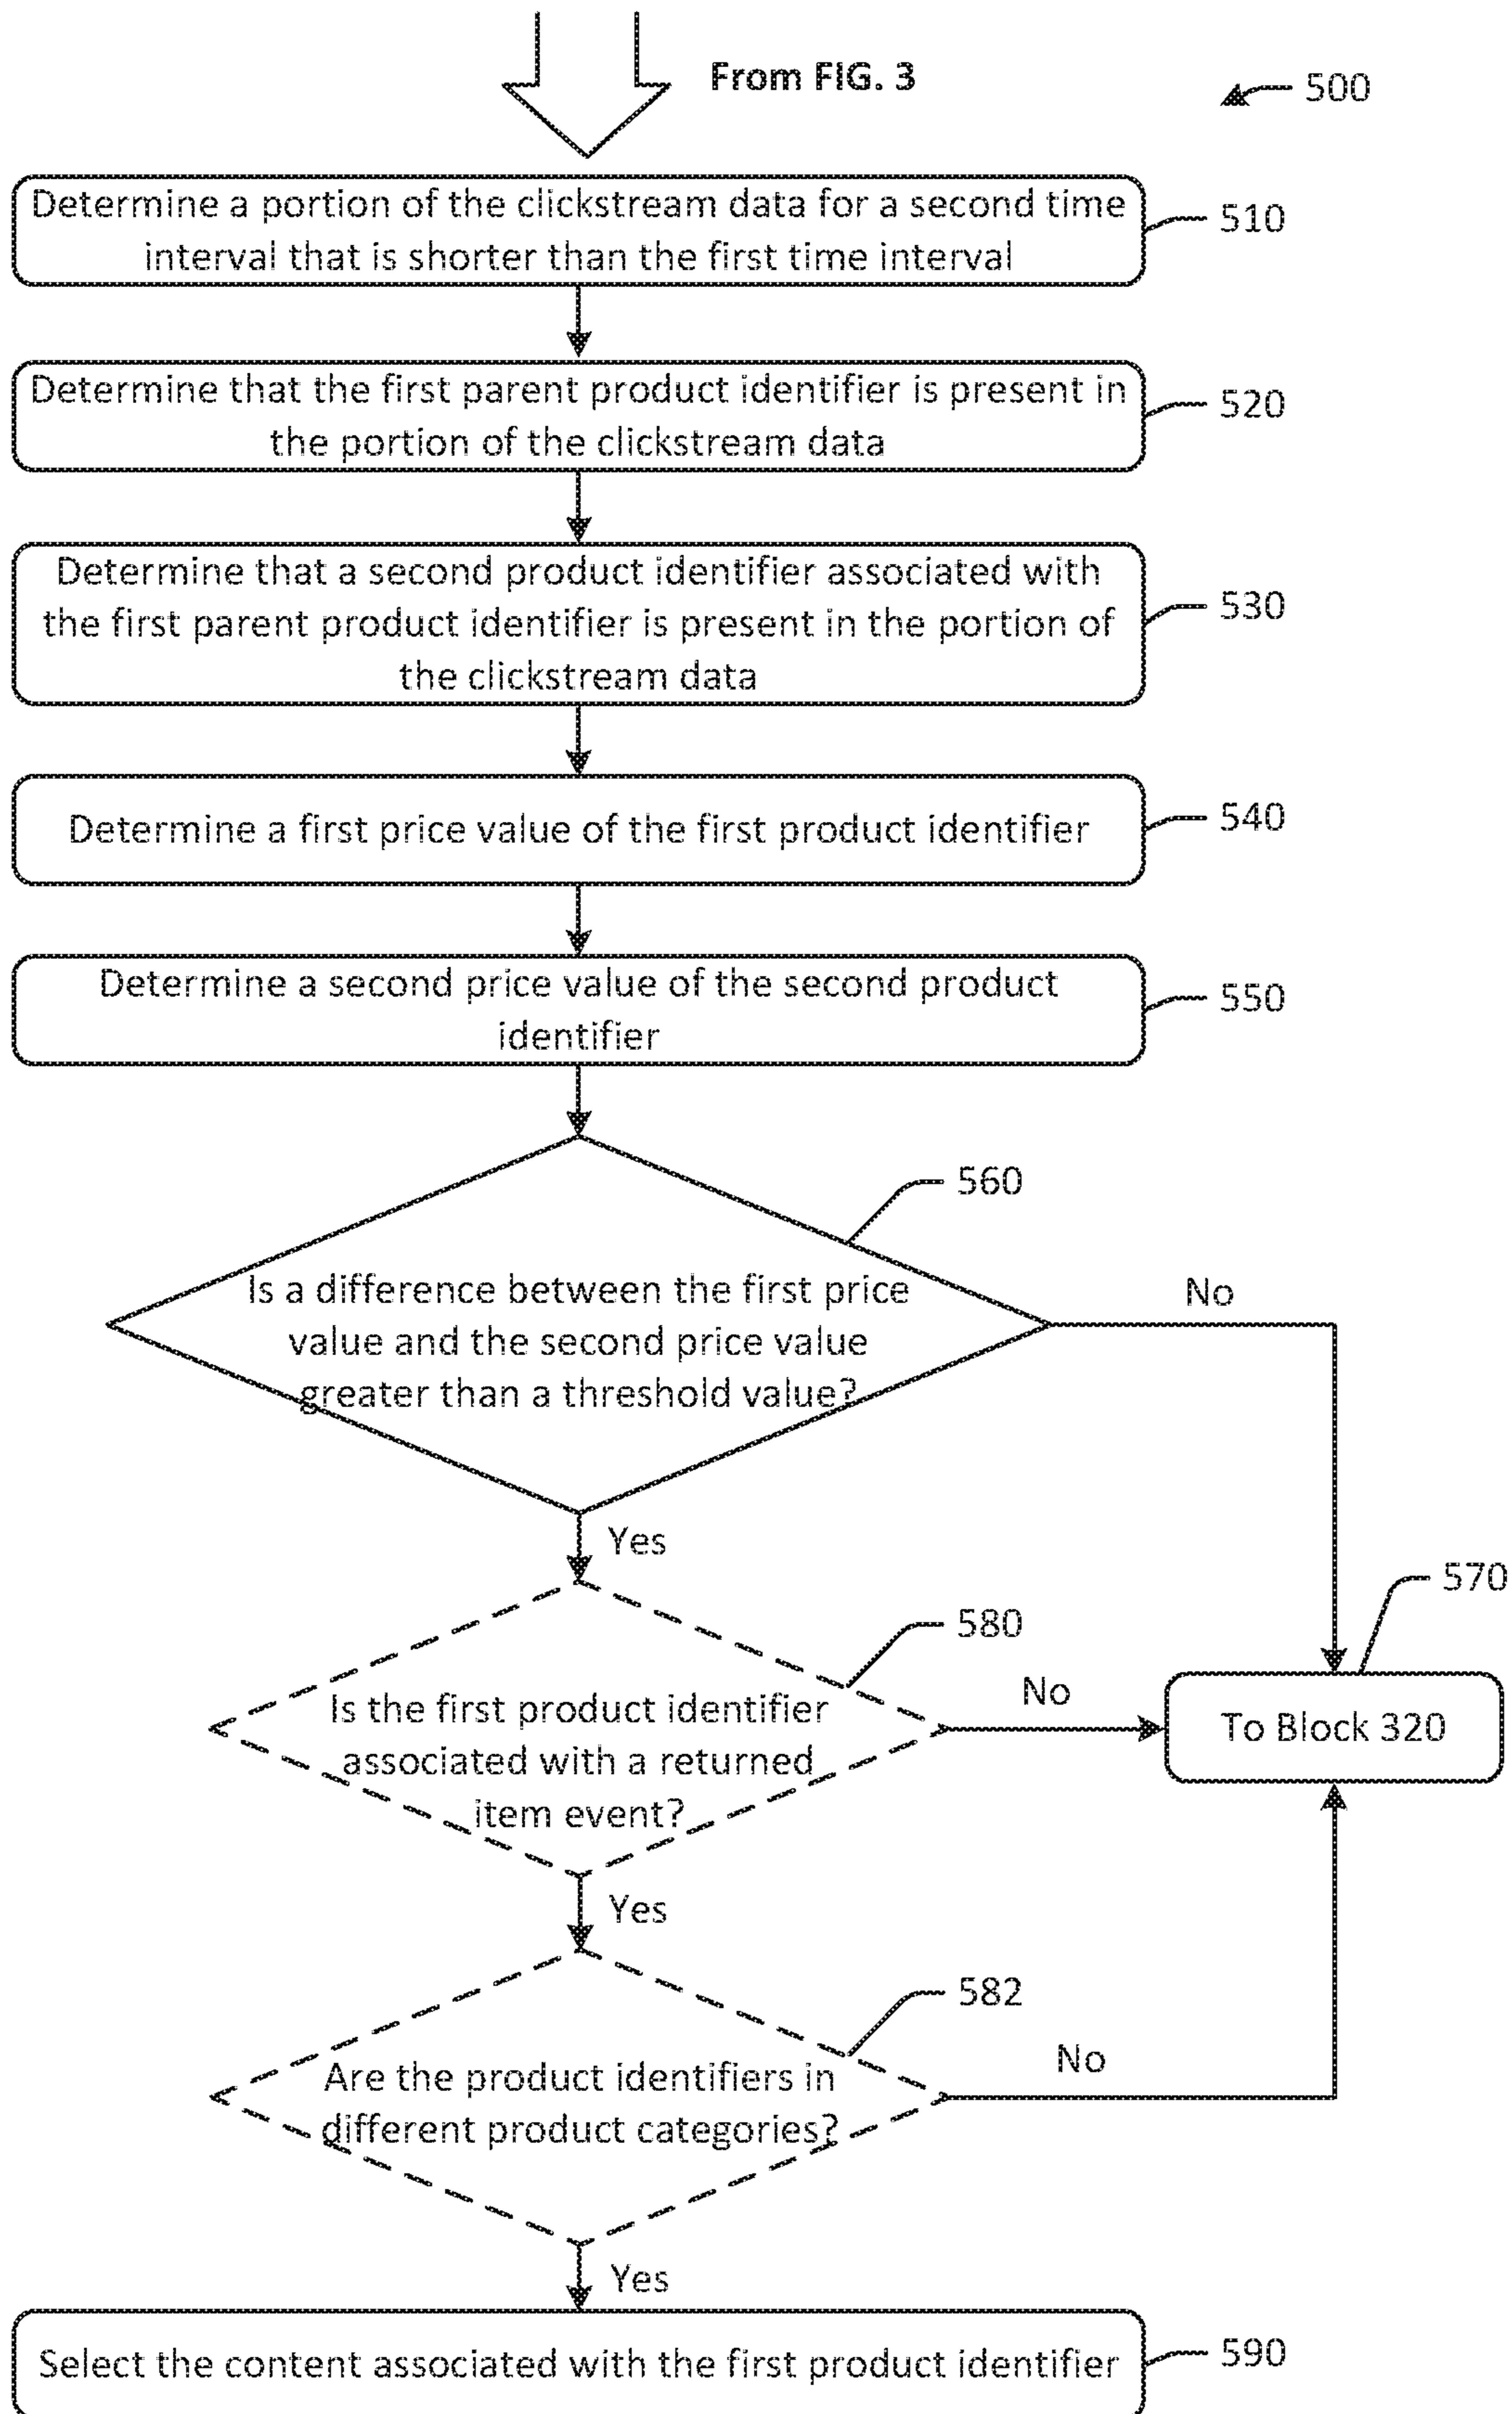 From FIG. 3
500
Determine a portion of the clickstream data for a second time
interval that is shorter than the first time interval
510
Determine that the first parent product identifier is present in
the portion of the clickstream data
520
Determine that a second product identifier associated with
the first parent product identifier is present in the portion of
the clickstream data
530
Determine a first price value of the first product identifier
540
Determine a second price value of the second product
identifier
550
560
Is a difference between the first price
value and the second price value
greater than a threshold value?
No
Yes
570
580
Is the first product identifier
associated with a returned
item event?
No
To Block 320
Yes
582
Are the product identifiers in
different product categories?
No
Yes
Select the content associated with the first product identifier
590